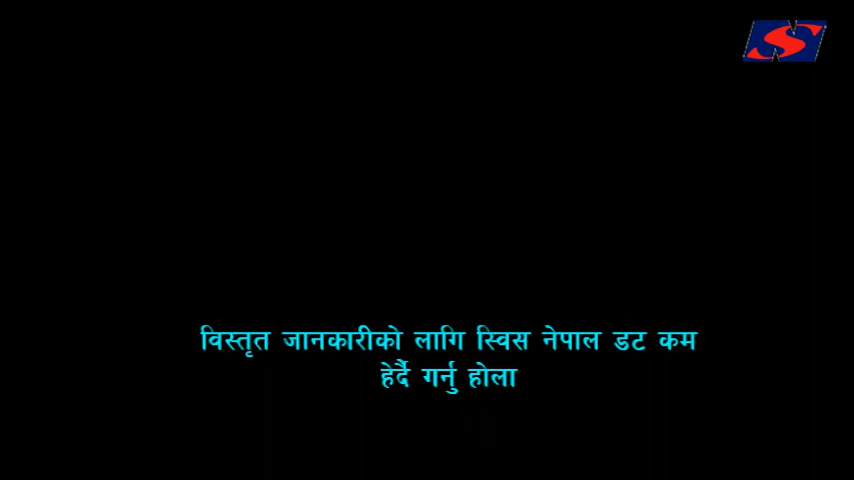 विस्तृत जानकारीको लागि स्विस नेपाल डट कम
हेर्दै गर्नु होला